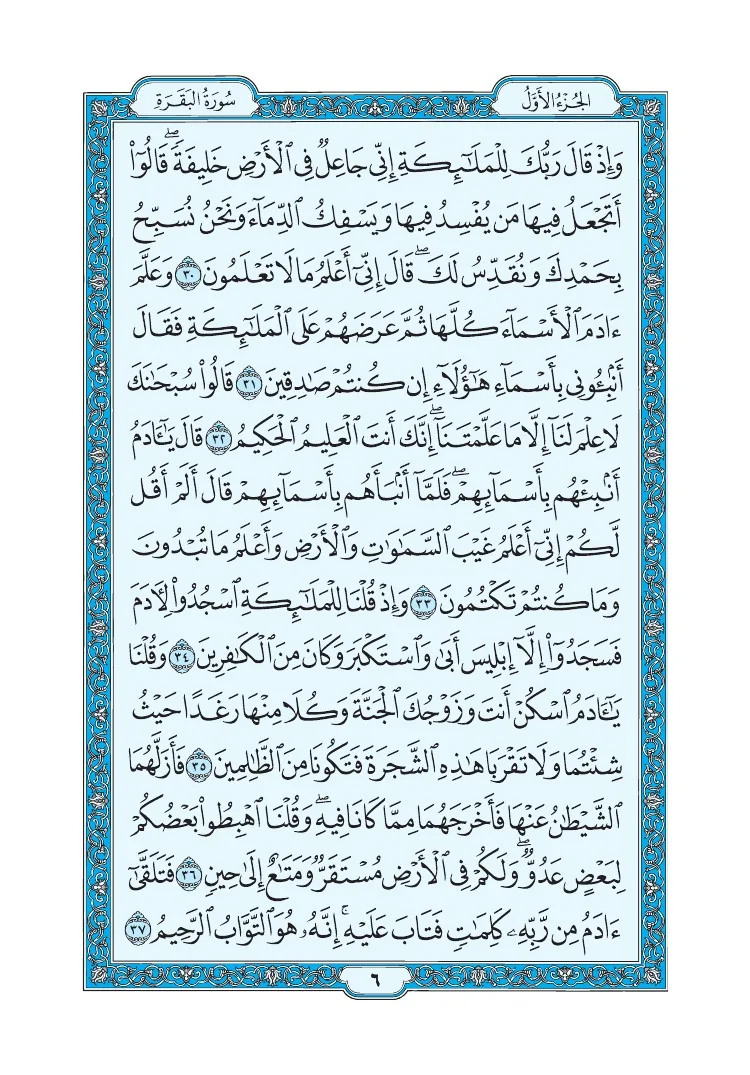 الجُزْءُ الأَوَّلُ
سُورَةُ البَقَرَةِ
وَإِذْ قَالَ رَبُّكَ لِلْمَلَٰٓئِكَةِ إِنِّي جَاعِلٌ فِي ٱلْأَرْضِ خَلِيفَةًۖ قَالُوٓا۟
أَتَجْعَلُ فِيهَا مَن يُفْسِدُ فِيهَا وَيَسْفِكُ ٱلدِّمَآءَ وَنَحْنُ نُسَبِّحُ
بِحَمْدِكَ وَنُقَدِّسُ لَكَۖ قَالَ إِنِّيٓ أَعْلَمُ مَا لَا تَعْلَمُونَ ٣٠ وَعَلَّمَ
ءَادَمَ ٱلْأَسْمَآءَ كُلَّهَا ثُمَّ عَرَضَهُمْ عَلَى ٱلْمَلَٰٓئِكَةِ فَقَالَ
أَنۢبِـُٔونِي بِأَسْمَآءِ هَٰٓؤُلَآءِ إِن كُنتُمْ صَٰدِقِينَ ٣١ قَالُوا۟ سُبْحَٰنَكَ
لَا عِلْمَ لَنَآ إِلَّا مَا عَلَّمْتَنَآۖ إِنَّكَ أَنتَ ٱلْعَلِيمُ ٱلْحَكِيمُ ٣٢ قَالَ يَٰٓـَٔادَمُ
أَنۢبِئْهُم بِأَسْمَآئِهِمْۖ فَلَمَّآ أَنۢبَأَهُم بِأَسْمَآئِهِمْ قَالَ أَلَمْ أَقُل
لَّكُمْ إِنِّيٓ أَعْلَمُ غَيْبَ ٱلسَّمَٰوَٰتِ وَٱلْأَرْضِ وَأَعْلَمُ مَا تُبْدُونَ
وَمَا كُنتُمْ تَكْتُمُونَ ٣٣ وَإِذْ قُلْنَا لِلْمَلَٰٓئِكَةِ ٱسْجُدُوا۟ لِأٓدَمَ
فَسَجَدُوٓا۟ إِلَّآ إِبْلِيسَ أَبَىٰ وَٱسْتَكْبَرَ وَكَانَ مِنَ ٱلْكَٰفِرِينَ ٣٤ وَقُلْنَا
يَٰٓـَٔادَمُ ٱسْكُنْ أَنتَ وَزَوْجُكَ ٱلْجَنَّةَ وَكُلَا مِنْهَا رَغَدًا حَيْثُ
شِئْتُمَا وَلَا تَقْرَبَا هَٰذِهِ ٱلشَّجَرَةَ فَتَكُونَا مِنَ ٱلظَّٰلِمِينَ ٣٥ فَأَزَلَّهُمَا
ٱلشَّيْطَٰنُ عَنْهَا فَأَخْرَجَهُمَا مِمَّا كَانَا فِيهِۖ وَقُلْنَا ٱهْبِطُوا۟ بَعْضُكُمْ
لِبَعْضٍ عَدُوٌّۖ وَلَكُمْ فِي ٱلْأَرْضِ مُسْتَقَرٌّ وَمَتَٰعٌ إِلَىٰ حِينٍ ٣٦ فَتَلَقَّىٰٓ
ءَادَمُ مِن رَّبِّهِۦ كَلِمَٰتٍ فَتَابَ عَلَيْهِۚ إِنَّهُۥ هُوَ ٱلتَّوَّابُ ٱلرَّحِيمُ ٣٧
٦